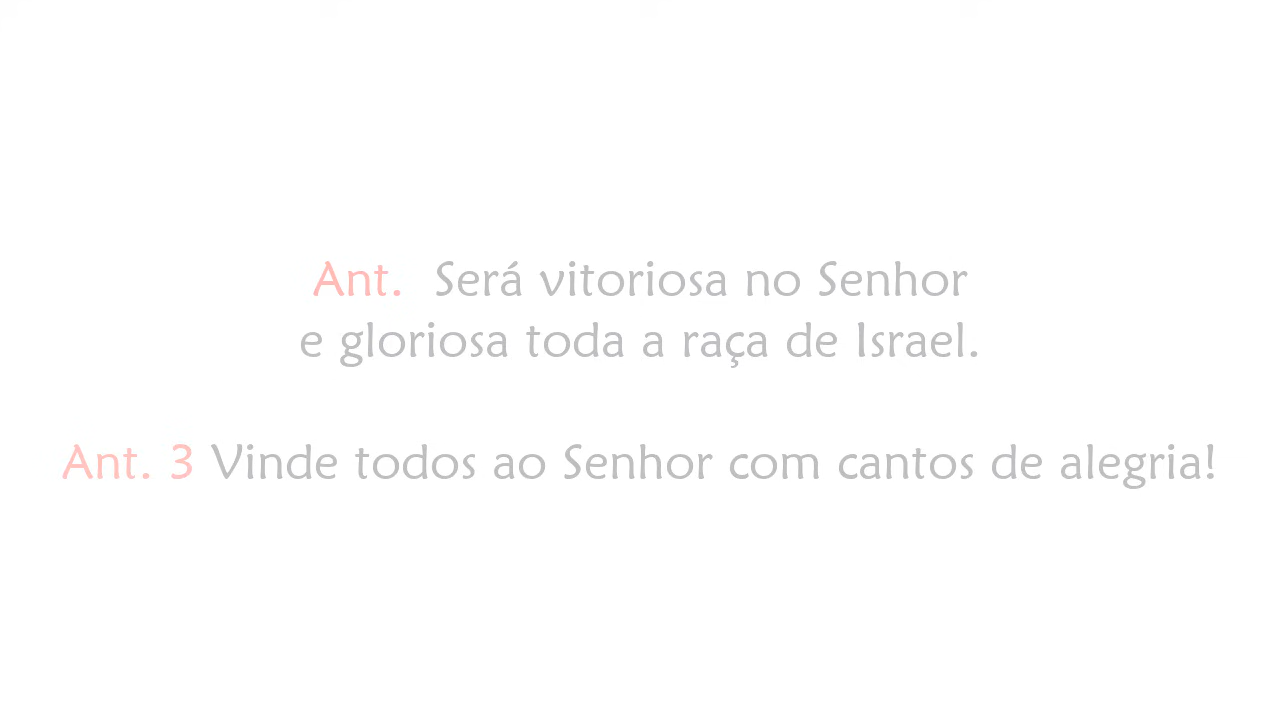 Ant. Será vitoriosa no Senhor
e gloriosa toda a raça de Israel.
Ant. 3 Vinde todos ao Senhor com cantos de alegria!